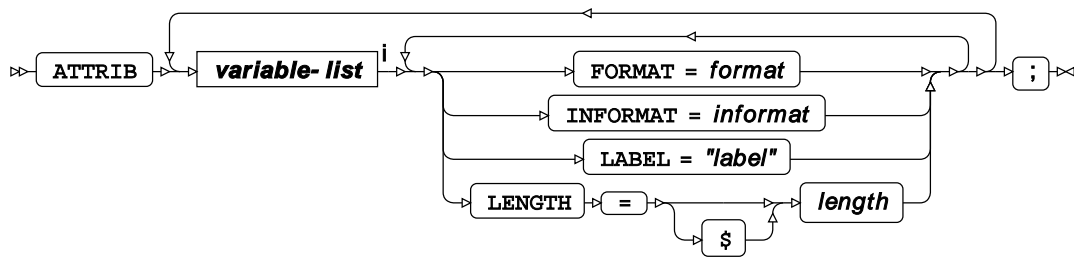 ATTRIB variable- list i FORMAT = format ;
INFORMAT = informat
LABEL = "label"
LENGTH = length
$